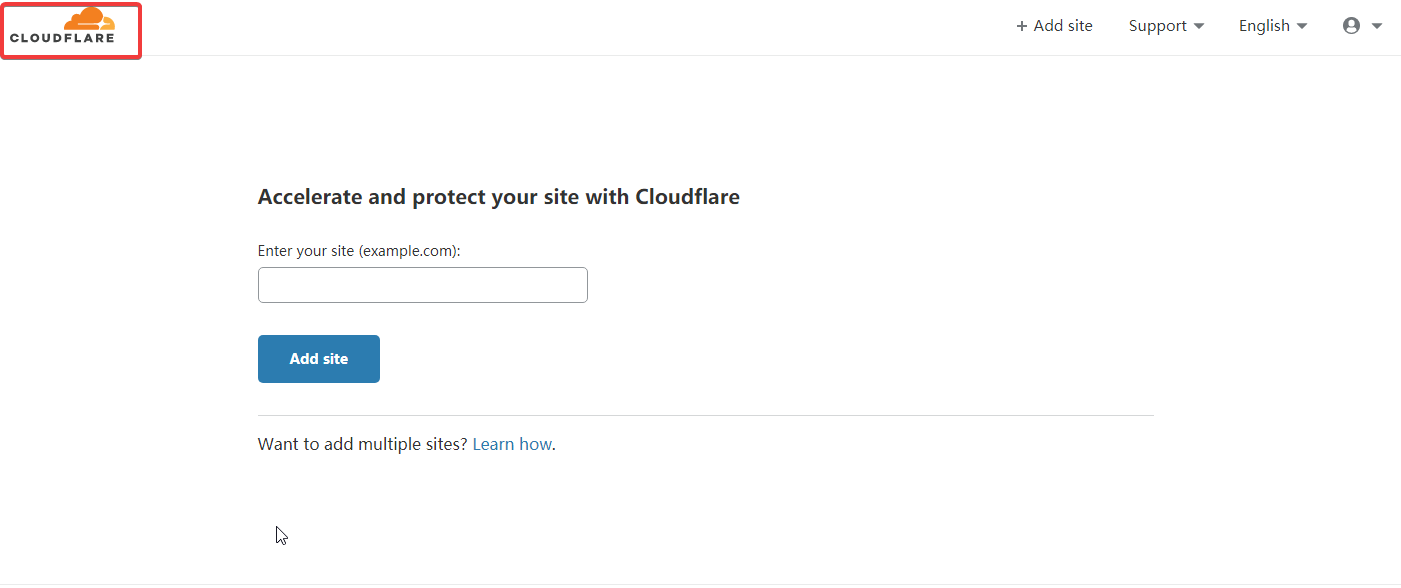 CLOUDFLARE
+ Add site
Support
English
Accelerate and protect your site with Cloudflare
Enter your site (example.com):
Add site
Want to add multiple sites? Learn how.